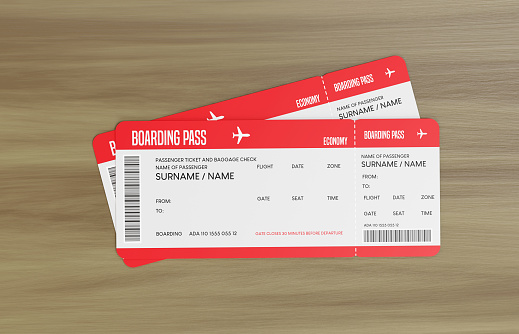 BOARDING PASS
ECONOMY
NAME OF PASSENGER
SURNAME / NAME
BOARDING PASS
ECONOMY
PASSENGER TICKET AND BAGGAGE CHECK
NAME OF PASSENGER
SURNAME / NAME
FLIGHT DATE ZONE
FROM:
TO:
GATE SEAT TIME
BOARDING ADA 110 1555 055 12
GATE CLOSES 30 MINUTES BEFORE DEPARTURE
BOARDING PASS
NAME OF PASSENGER
SURNAME / NAME
FROM:
TO:
FLIGHT DATE ZONE
GATE SEAT TIME
ADA 110 1555 055 12